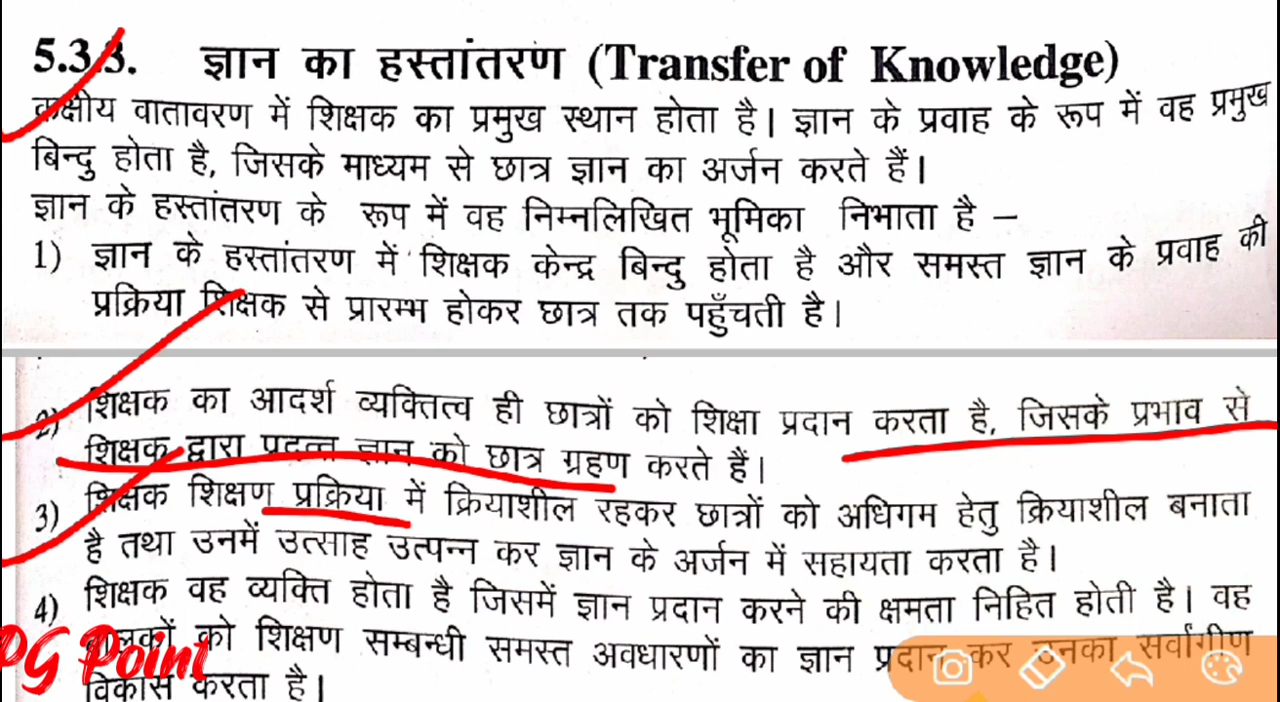 5.3.3. ज्ञान का हस्तांतरण (Transfer of Knowledge)
कक्षीय वातावरण में शिक्षक का प्रमुख स्थान होता है। ज्ञान के प्रवाह के रूप में वह प्रमुख
बिन्दु होता है, जिसके माध्यम से छात्र ज्ञान का अर्जन करते हैं।
ज्ञान के हस्तांतरण के रूप में वह निम्नलिखित भूमिका निभाता है –
1) ज्ञान के हस्तांतरण में शिक्षक केन्द्र बिन्दु होता है और समस्त ज्ञान के प्रवाह की
प्रक्रिया शिक्षक से प्रारम्भ होकर छात्र तक पहुँचती है।
2) शिक्षक का आदर्श व्यक्तित्व ही छात्रों को शिक्षा प्रदान करता है, जिसके प्रभाव से
शिक्षक द्वारा प्रदत्त ज्ञान को छात्र ग्रहण करते हैं।
3) शिक्षक शिक्षण प्रक्रिया में क्रियाशील रहकर छात्रों को अधिगम हेतु क्रियाशील बनाता
है तथा उनमें उत्साह उत्पन्न कर ज्ञान के अर्जन में सहायता करता है।
4) शिक्षक वह व्यक्ति होता है जिसमें ज्ञान प्रदान करने की क्षमता निहित होती है। वह
बालकों को शिक्षण सम्बन्धी समस्त अवधारणों का ज्ञान प्रदान कर उनका सर्वांगीण
विकास करता है।
PG Point